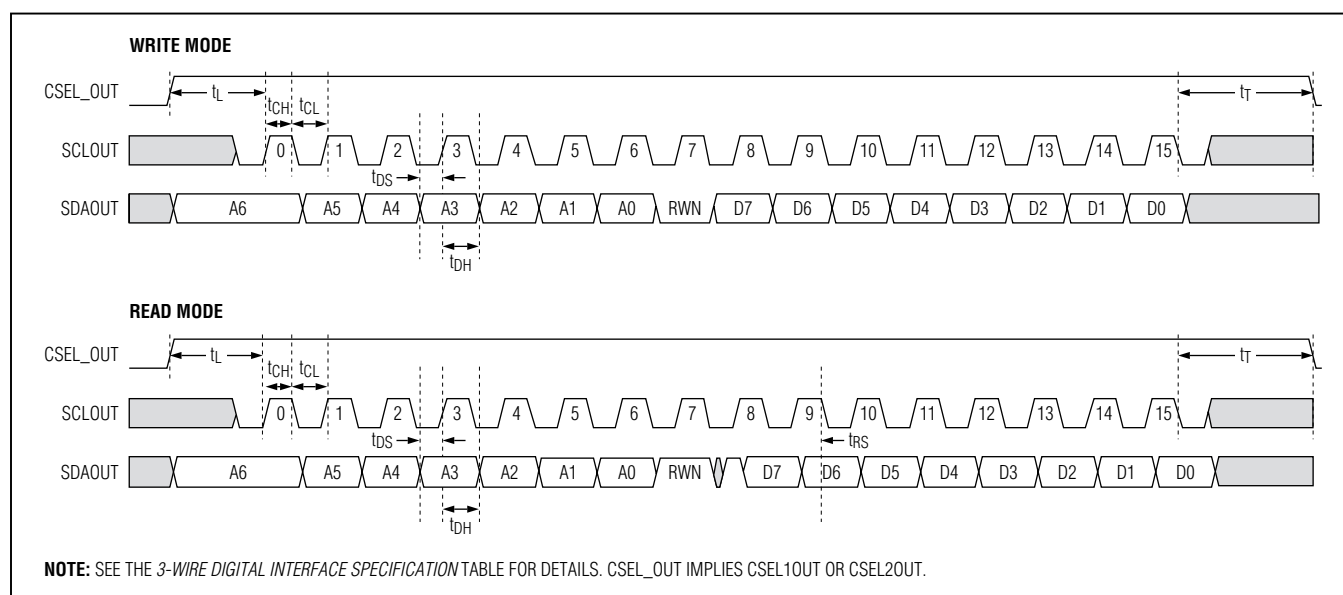 WRITE MODE
CSEL_OUT tL tT
tCH tCL
SCLOUT 0 1 2 3 4 5 6 7 8 9 10 11 12 13 14 15
tDS
SDAOUT A6 A5 A4 A3 A2 A1 A0 RWN D7 D6 D5 D4 D3 D2 D1 D0
tDH
READ MODE
CSEL_OUT tL tT
tCH tCL
SCLOUT 0 1 2 3 4 5 6 7 8 9 10 11 12 13 14 15
tDS tRS
SDAOUT A6 A5 A4 A3 A2 A1 A0 RWN D7 D6 D5 D4 D3 D2 D1 D0
tDH
NOTE: SEE THE 3-WIRE DIGITAL INTERFACE SPECIFICATION TABLE FOR DETAILS. CSEL_OUT IMPLIES CSEL1OUT OR CSEL2OUT.